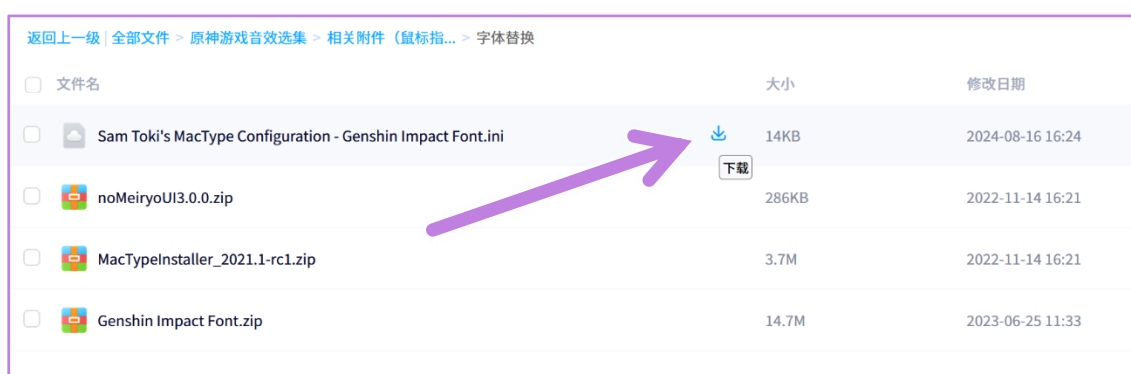 返回上一级 | 全部文件 > 原神游戏音效选集 > 相关附件（鼠标指... > 字体替换
文件名 大小 修改日期
Sam Toki's MacType Configuration - Genshin Impact Font.ini 14KB 2024-08-16 16:24
下载
noMeiryoUI3.0.0.zip 286KB 2022-11-14 16:21
MacTypeInstaller_2021.1-rc1.zip 3.7M 2022-11-14 16:21
Genshin Impact Font.zip 14.7M 2023-06-25 11:33